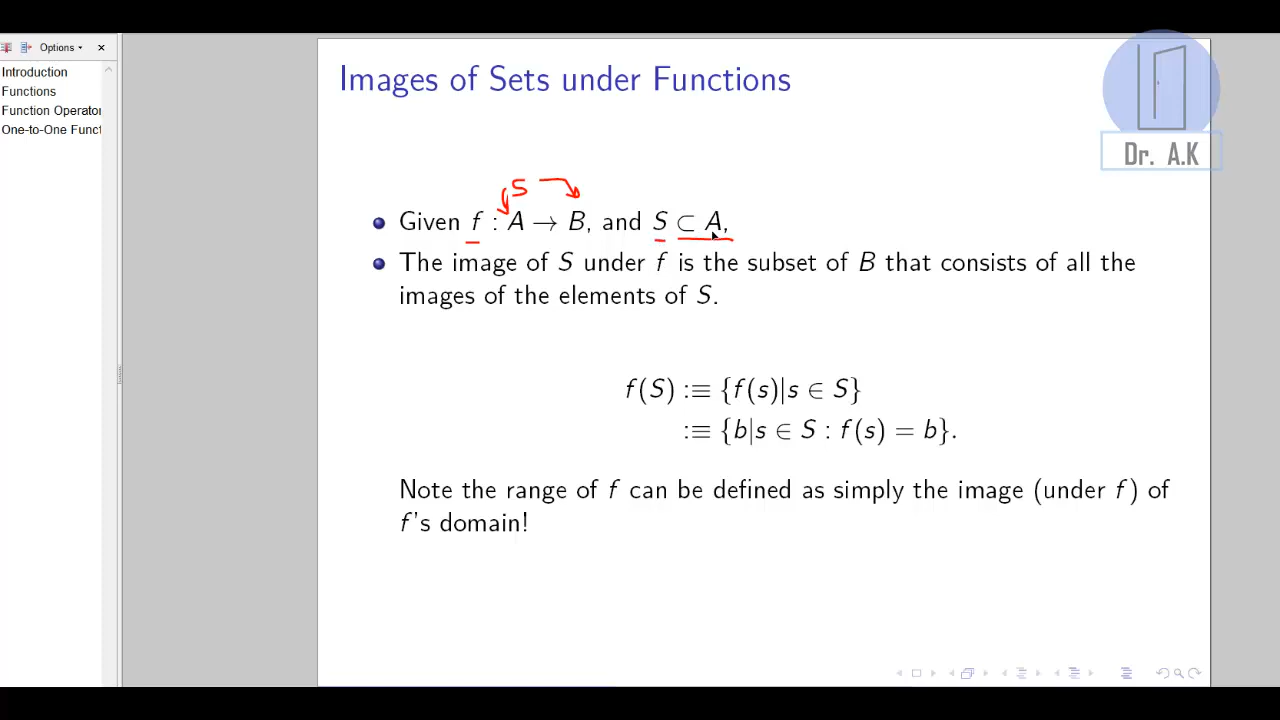 Options
Introduction
Functions
Function Operator
One-to-One Funct
Images of Sets under Functions
Dr. A.K
S
Given f : A → B, and S ⊂ A,
The image of S under f is the subset of B that consists of all the
images of the elements of S.
f(S) :≡ {f(s)|s ∈ S}
:≡ {b|s ∈ S : f(s) = b}.
Note the range of f can be defined as simply the image (under f) of
f's domain!